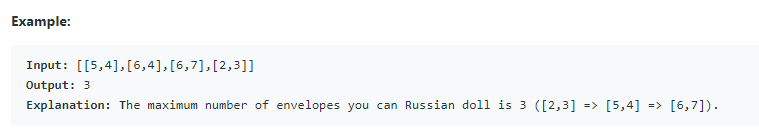 Example:
Input: [[5,4],[6,4],[6,7],[2,3]]
Output: 3
Explanation: The maximum number of envelopes you can Russian doll is 3 ([2,3] => [5,4] => [6,7]).